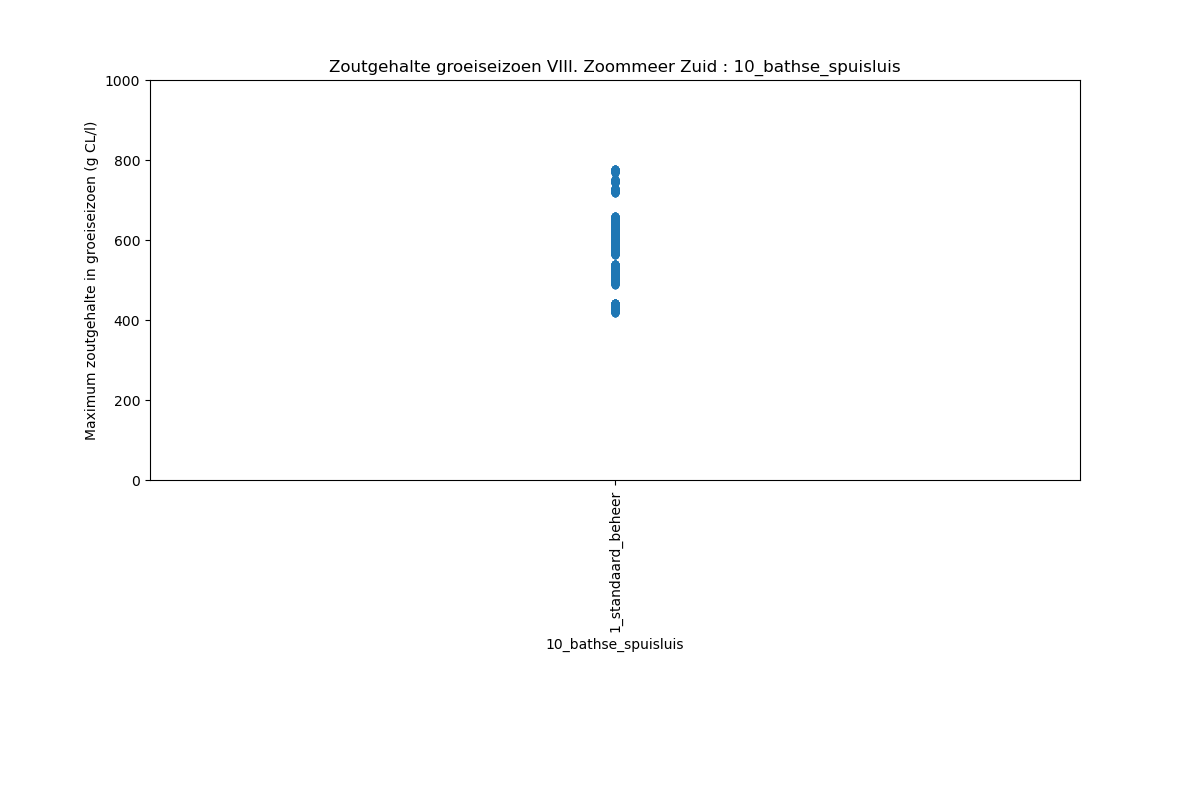 Zoutgehalte groeiseizoen VIII. Zoommeer Zuid : 10_bathse_spuisluis
Maximum zoutgehalte in groeiseizoen (g CL/l)
1000
800
600
400
200
0
1_standaard_beheer
10_bathse_spuisluis